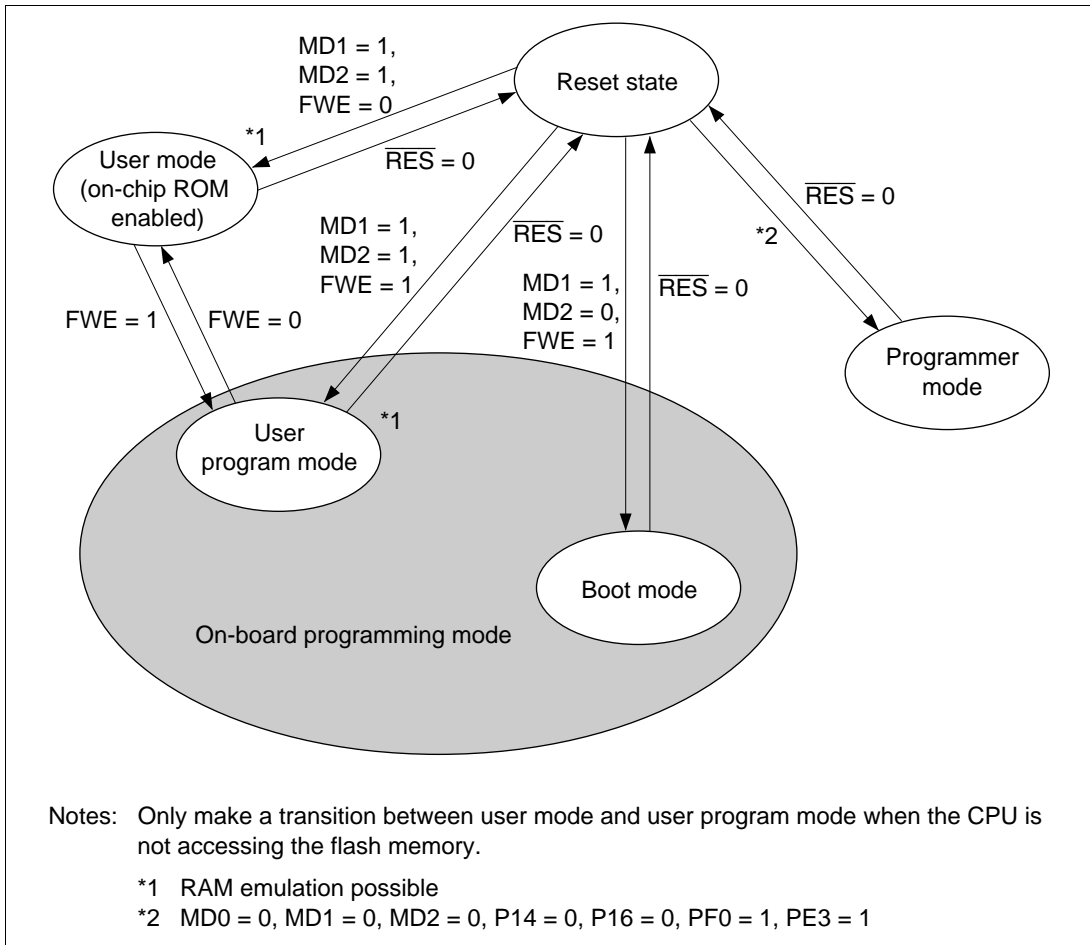 MD1 = 1,
MD2 = 1,
FWE = 0
Reset state
*1
User mode
(on-chip ROM
enabled)
RES = 0
RES = 0
*2
MD1 = 1,
MD2 = 1,
FWE = 1
RES = 0
MD1 = 1,
MD2 = 0,
FWE = 1
RES = 0
FWE = 1
FWE = 0
Programmer
mode
*1
User
program mode
Boot mode
On-board programming mode
Notes: Only make a transition between user mode and user program mode when the CPU is
not accessing the flash memory.
*1 RAM emulation possible
*2 MD0 = 0, MD1 = 0, MD2 = 0, P14 = 0, P16 = 0, PF0 = 1, PE3 = 1